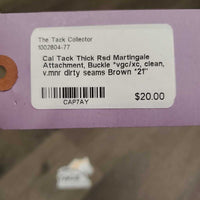 The Tack Collector
1002804-77
Cal Tack Thick Rsd Martingale
Attachment, Buckle *vgc/xc, clean,
v.mnr dirty seams Brown "21"
CAP7AY
$20.00